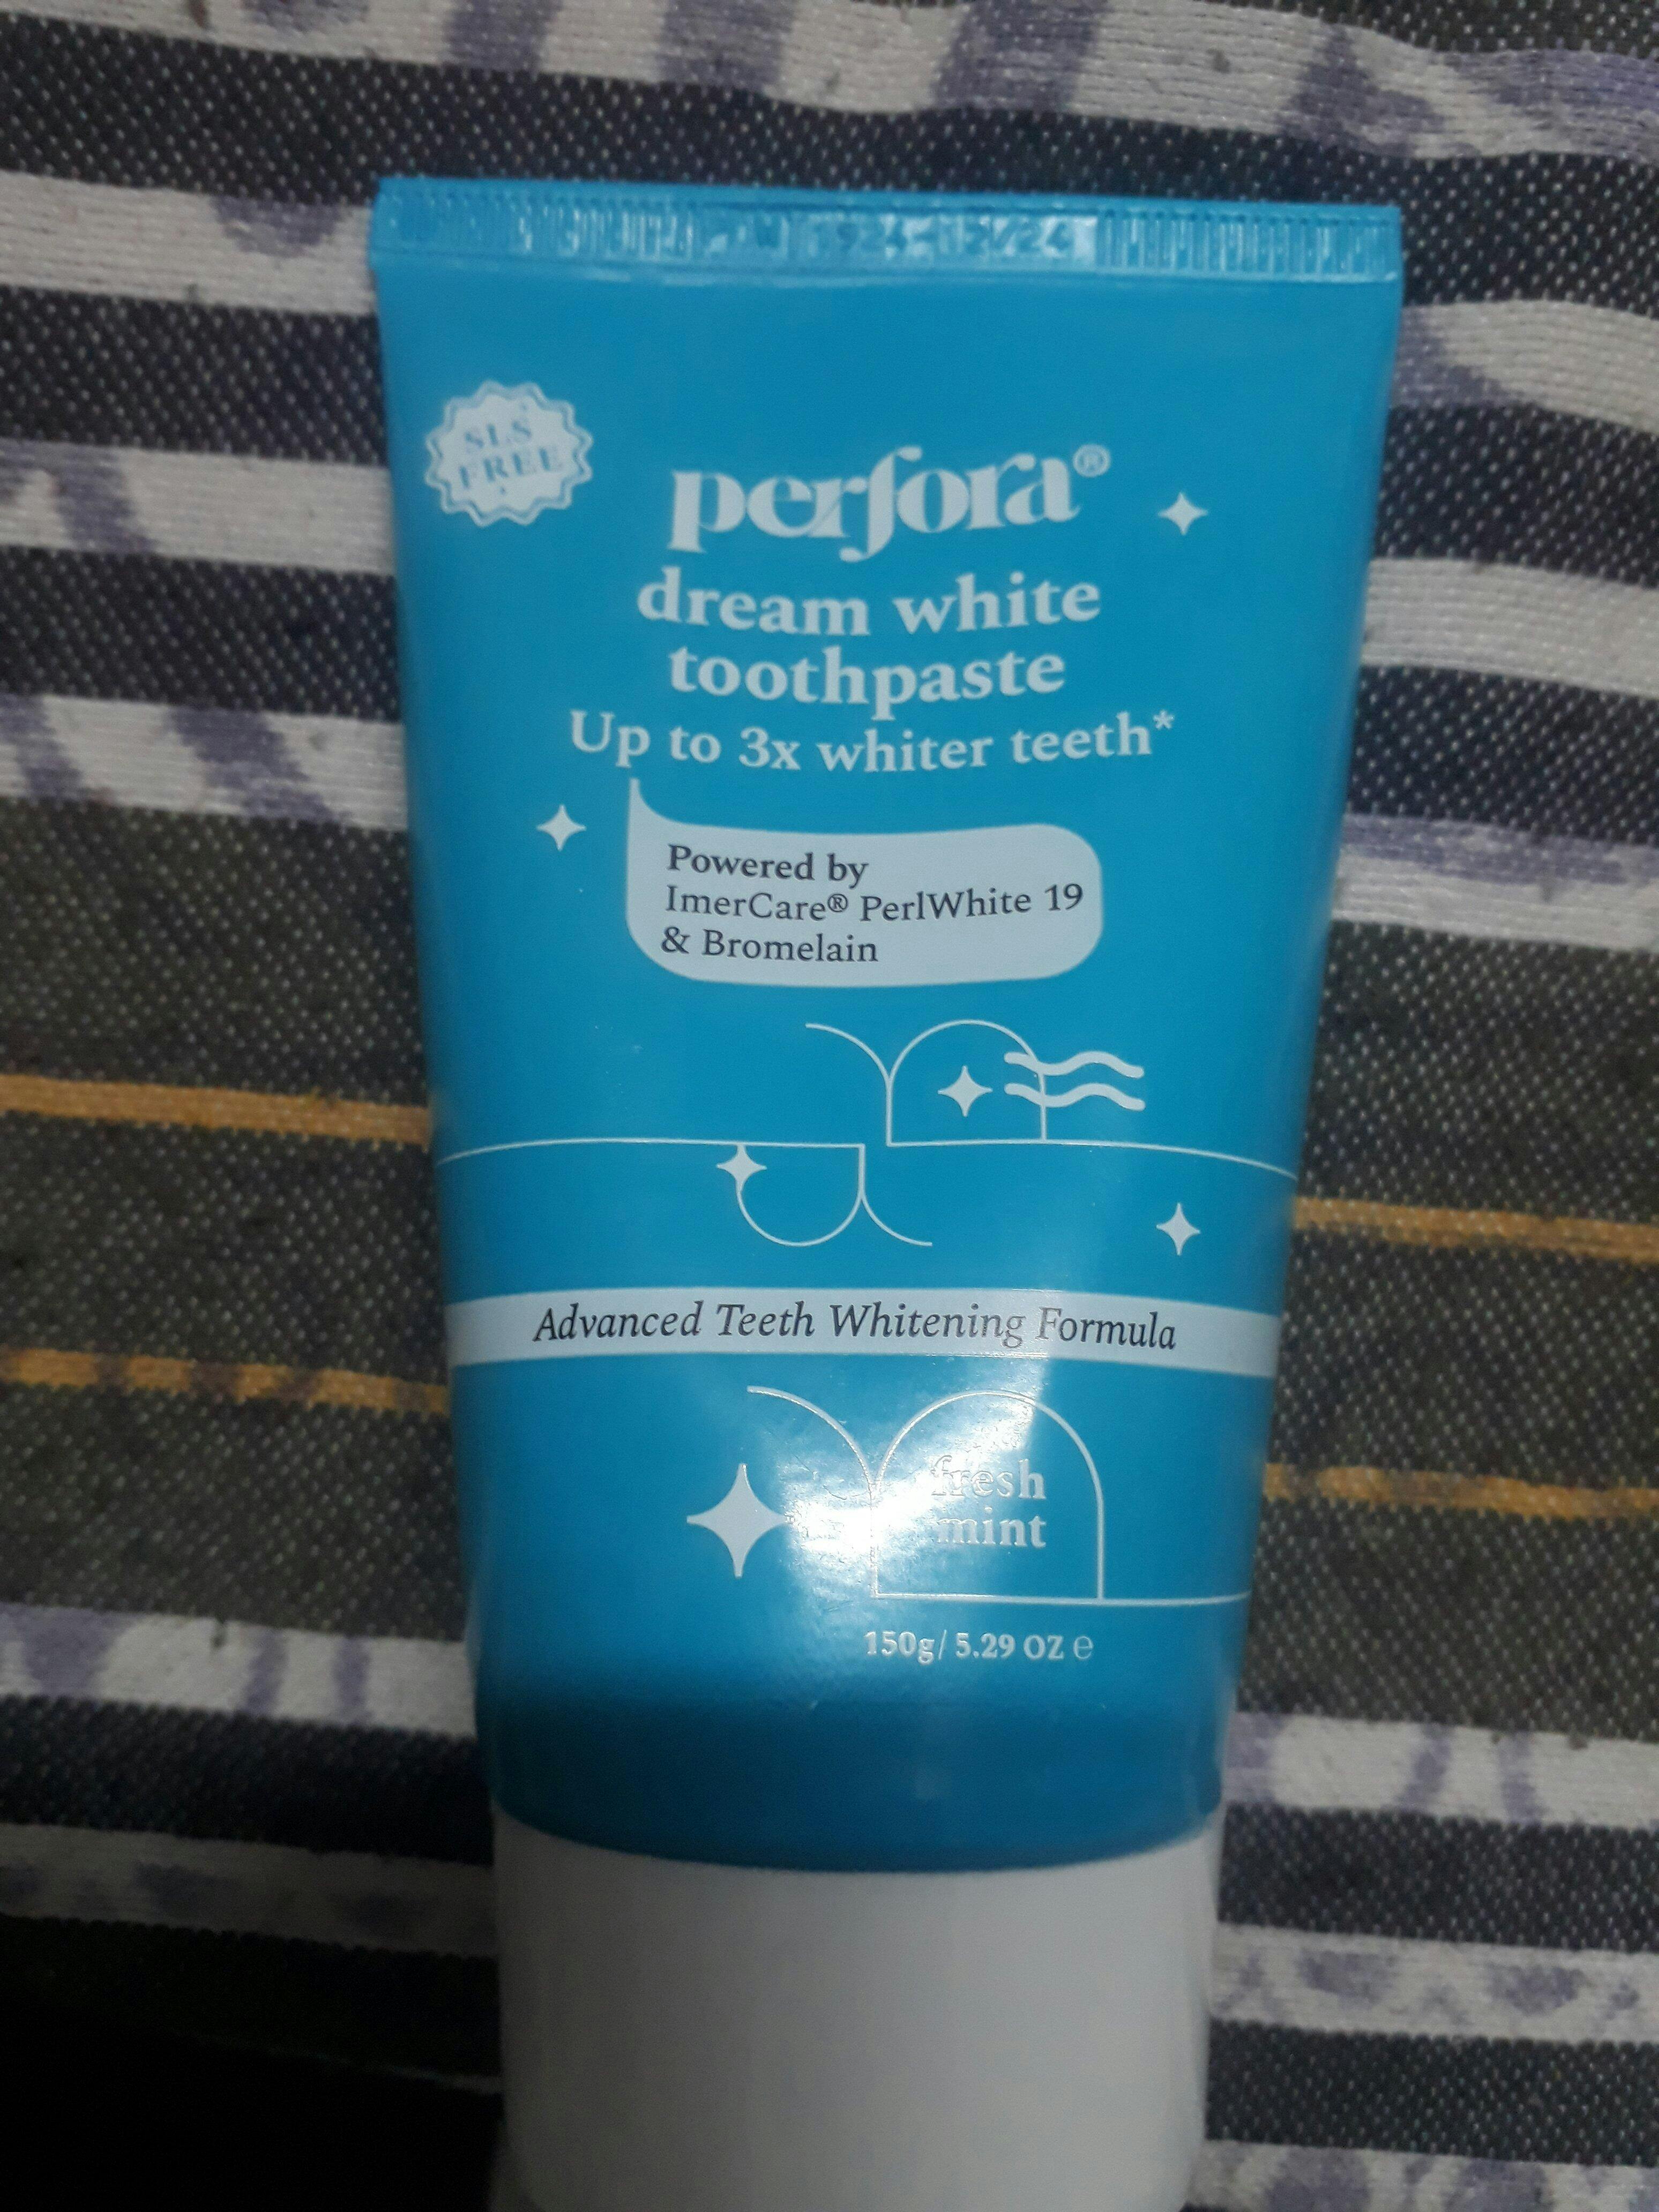 SLS
FREE
perfora®
dream white
toothpaste
Up to 3x whiter teeth*
Powered by
ImerCare® PerlWhite 19
& Bromelain
Advanced Teeth Whitening Formula
fresh
mint
150g/ 5.29 OZ ℮